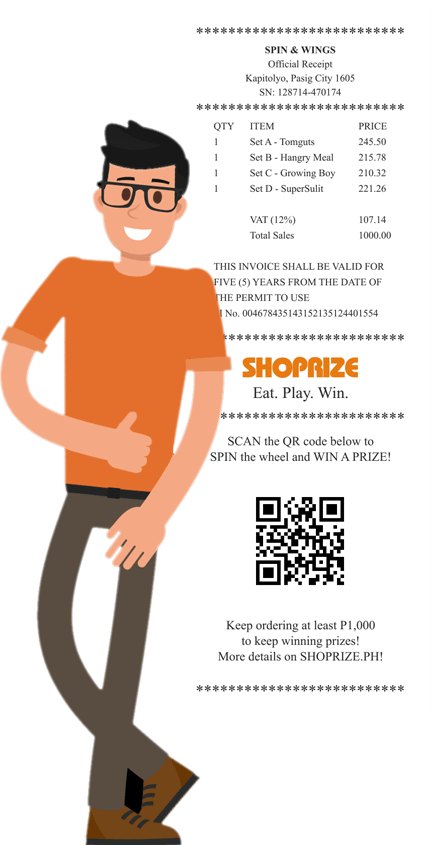 **************************
SPIN & WINGS
Official Receipt
Kapitolyo, Pasig City 1605
SN: 128714-470174
**************************
QTY ITEM PRICE
1 Set A - Tomguts 245.50
1 Set B - Hangry Meal 215.78
1 Set C - Growing Boy 210.32
1 Set D - SuperSulit 221.26
VAT (12%) 107.14
Total Sales 1000.00
THIS INVOICE SHALL BE VALID FOR
FIVE (5) YEARS FROM THE DATE OF
THE PERMIT TO USE
No. 004678435143152135124401554
***********************
SHOPRIZE
Eat. Play. Win.
***********************
SCAN the QR code below to
SPIN the wheel and WIN A PRIZE!
Keep ordering at least P1,000
to keep winning prizes!
More details on SHOPRIZE.PH!
**************************